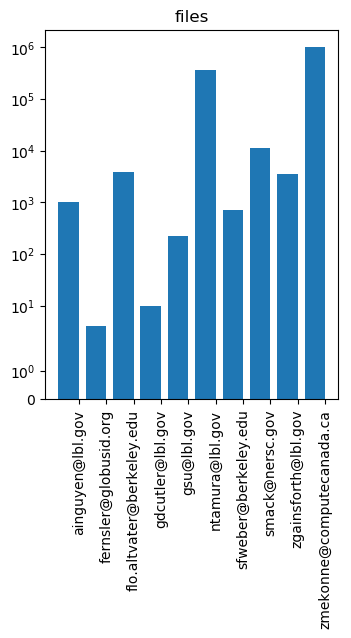 files
10^6
10^5
10^4
10^3
10^2
10^1
10^0
0
ainguyen@lbl.gov
fernsler@globusid.org
flo.altvater@berkeley.edu
gdcutler@lbl.gov
gsu@lbl.gov
ntamura@lbl.gov
sfweber@berkeley.edu
smack@nersc.gov
zgainsforth@lbl.gov
zmekonne@computecanada.ca